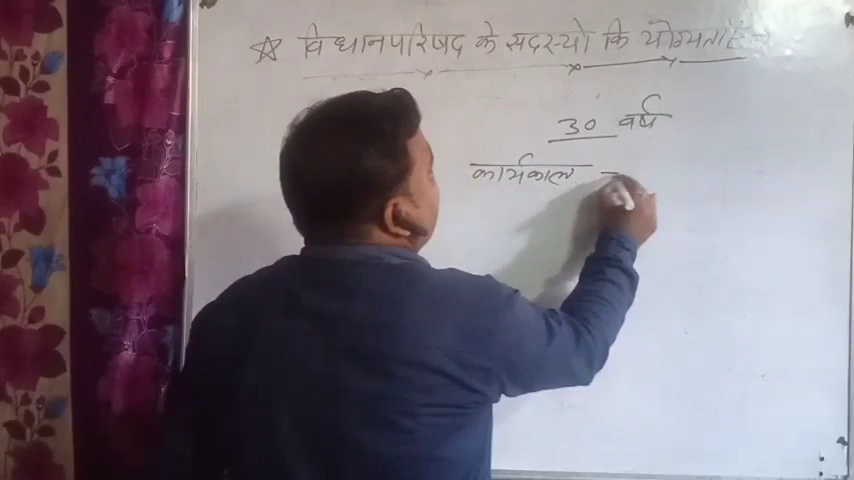 ☆ विधानपरिषद के सदस्यो कि योग्यताएँ -
30 वर्ष
कार्यकाल -